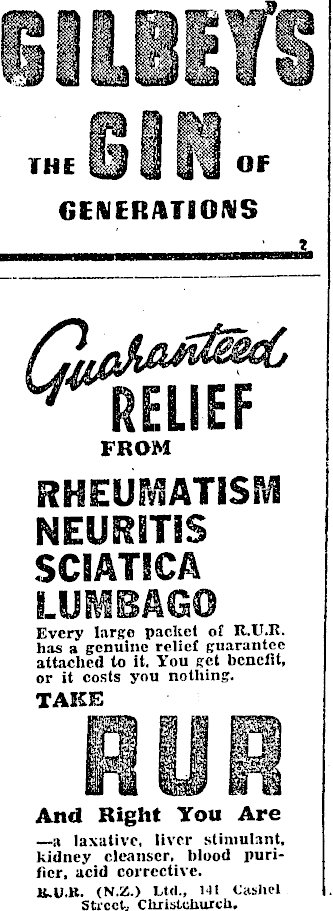 GILBEY'S
THE GIN OF
GENERATIONS
2
Guaranteed
RELIEF
FROM
RHEUMATISM
NEURITIS
SCIATICA
LUMBAGO
Every large packet of R.U.R.
has a genuine relief guarantee
attached to it. You get benefit,
or it costs you nothing.
TAKE
RUR
And Right You Are
—a laxative, liver stimulant,
kidney cleanser, blood puri-
fier, acid corrective.
R.U.R. (N.Z.) Ltd., 141 Cashel
Street, Christchurch.